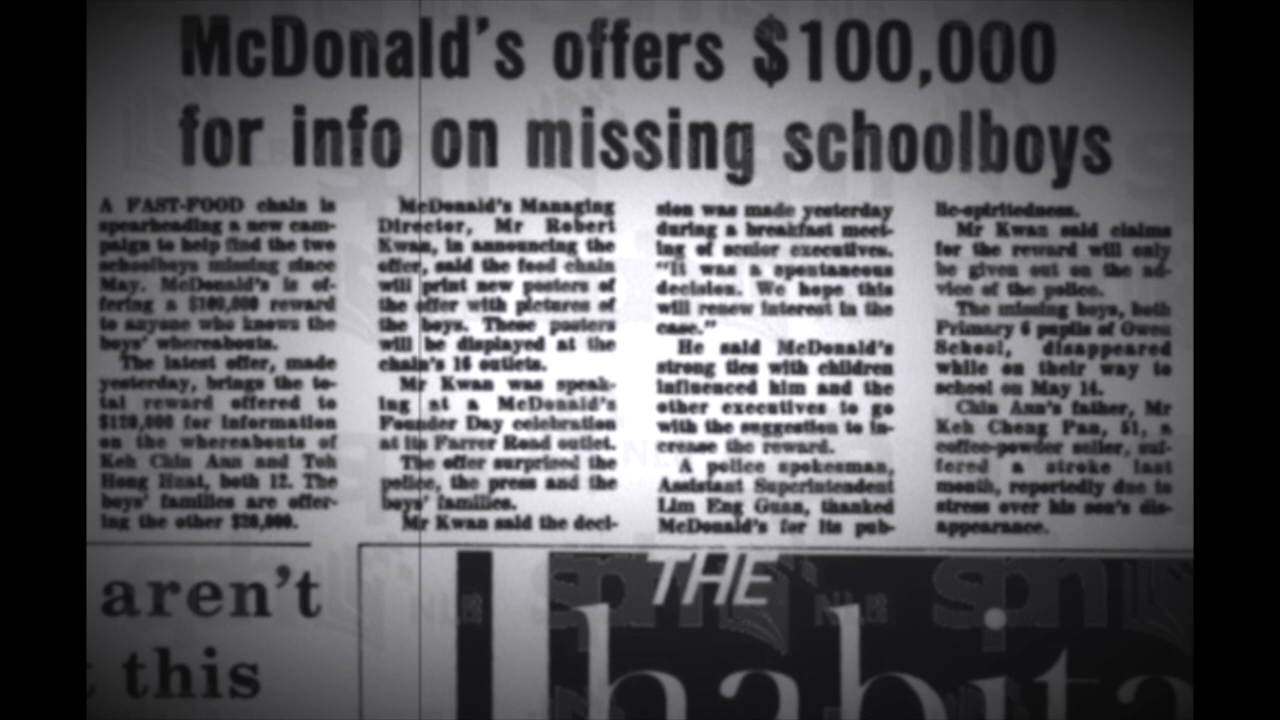 McDonald's offers $100,000
for info on missing schoolboys
A FAST-FOOD chain is
spearheading a new cam-
paign to help find the two
schoolboys missing since
May. McDonald's is of-
fering a $100,000 reward
to anyone who knows the
boys' whereabouts.
The latest offer, made
yesterday, brings the to-
tal reward offered to
$120,000 for information
on the whereabouts of
Keh Chin Ann and Toh
Hong Huat, both 12. The
boys' families are offer-
ing the other $20,000.
McDonald's Managing
Director, Mr Robert
Kwan, in announcing the
offer, said the food chain
will print new posters of
the offer with pictures of
the boys. These posters
will be displayed at the
chain's 16 outlets.
Mr Kwan was speak-
ing at a McDonald's
Founder Day celebration
at its Farrer Road outlet.
The offer surprised the
police, the press and the
boys' families.
Mr Kwan said the deci-
sion was made yesterday
during a breakfast meet-
ing of senior executives.
"It was a spontaneous
decision. We hope this
will renew interest in the
case."
He said McDonald's
strong ties with children
influenced him and the
other executives to go
with the suggestion to in-
crease the reward.
A police spokesman,
Assistant Superintendent
Lim Eng Guan, thanked
McDonald's for its pub-
lic-spiritedness.
Mr Kwan said claims
for the reward will only
be given out on the ad-
vice of the police.
The missing boys, both
Primary 6 pupils of Owen
School, disappeared
while on their way to
school on May 14.
Chin Ann's father, Mr
Keh Cheng Pan, 51, a
coffee-powder seller, suf-
fered a stroke last
month, reportedly due to
stress over his son's dis-
appearance.
aren't
this
THE
habita